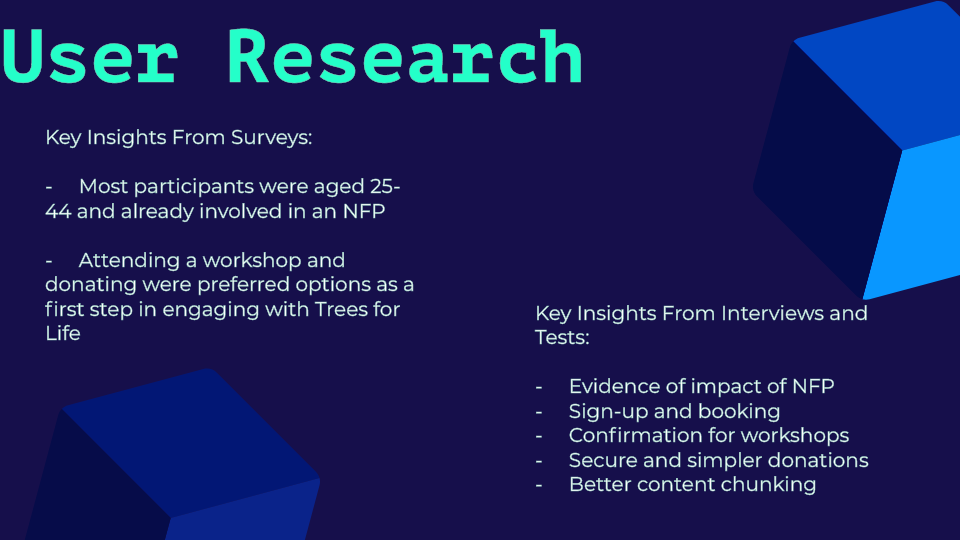 User Research
Key Insights From Surveys:
- Most participants were aged 25-
44 and already involved in an NFP
- Attending a workshop and
donating were preferred options as a
first step in engaging with Trees for
Life
Key Insights From Interviews and
Tests:
- Evidence of impact of NFP
- Sign-up and booking
- Confirmation for workshops
- Secure and simpler donations
- Better content chunking